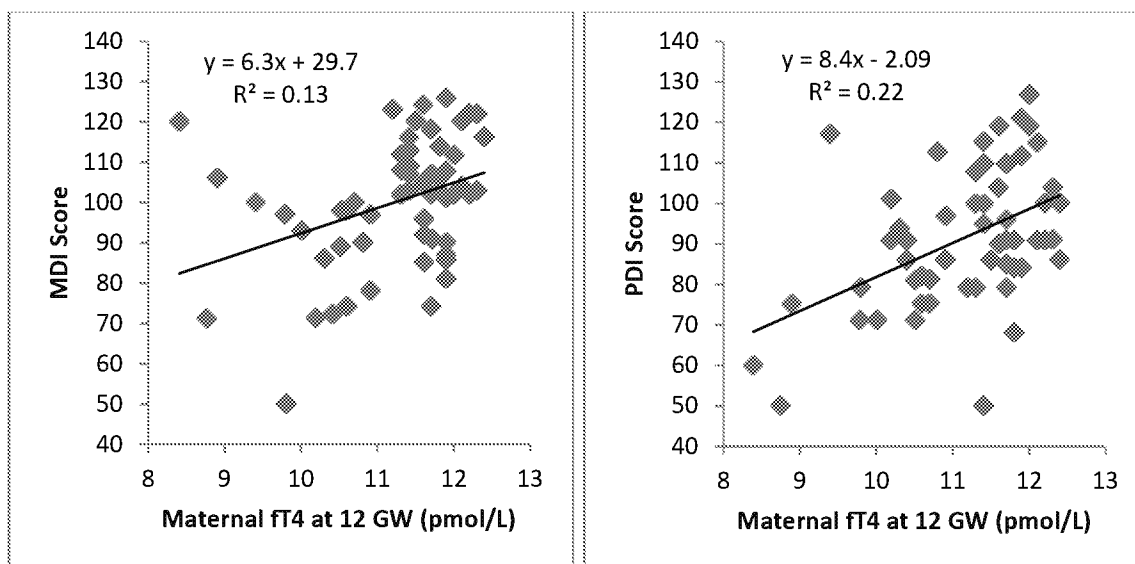 y = 6.3x + 29.7
R² = 0.13
140
130
120
110
100
90
80
70
60
50
40
MDI Score
8 9 10 11 12 13
Maternal fT4 at 12 GW (pmol/L)
y = 8.4x - 2.09
R² = 0.22
140
130
120
110
100
90
80
70
60
50
40
PDI Score
8 9 10 11 12 13
Maternal fT4 at 12 GW (pmol/L)